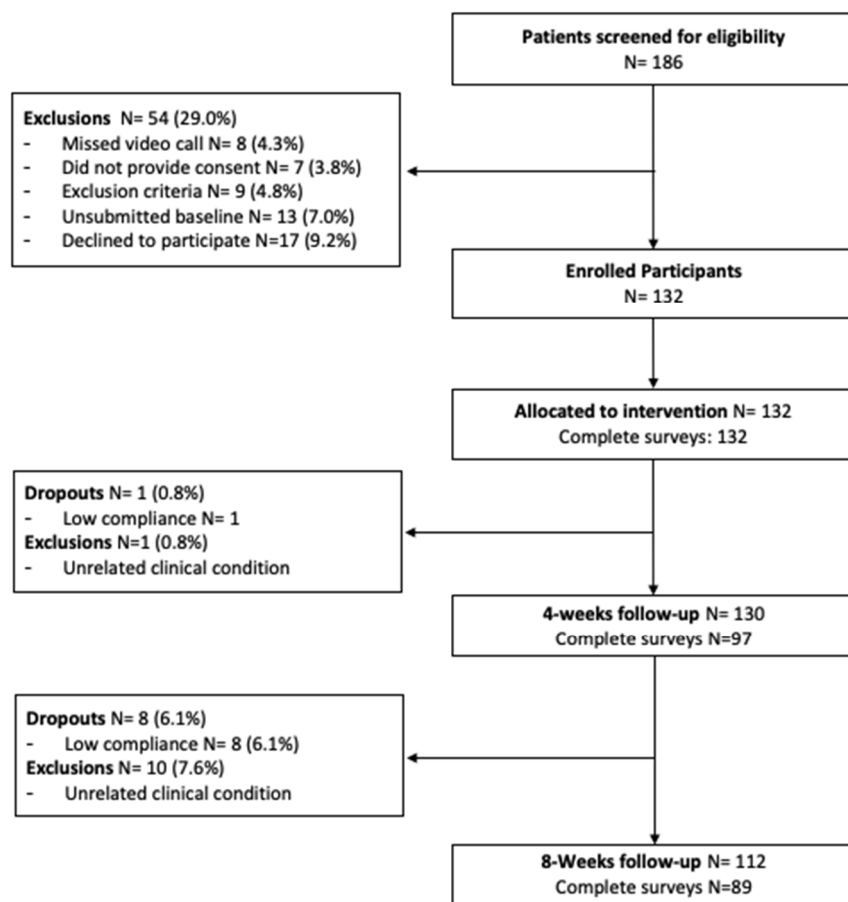 Patients screened for eligibility
N= 186
Exclusions N= 54 (29.0%)
- Missed video call N= 8 (4.3%)
- Did not provide consent N= 7 (3.8%)
- Exclusion criteria N= 9 (4.8%)
- Unsubmitted baseline N= 13 (7.0%)
- Declined to participate N=17 (9.2%)
Enrolled Participants
N= 132
Allocated to intervention N= 132
Complete surveys: 132
Dropouts N= 1 (0.8%)
- Low compliance N= 1
Exclusions N=1 (0.8%)
- Unrelated clinical condition
4-weeks follow-up N= 130
Complete surveys N=97
Dropouts N= 8 (6.1%)
- Low compliance N= 8 (6.1%)
Exclusions N= 10 (7.6%)
- Unrelated clinical condition
8-Weeks follow-up N= 112
Complete surveys N=89